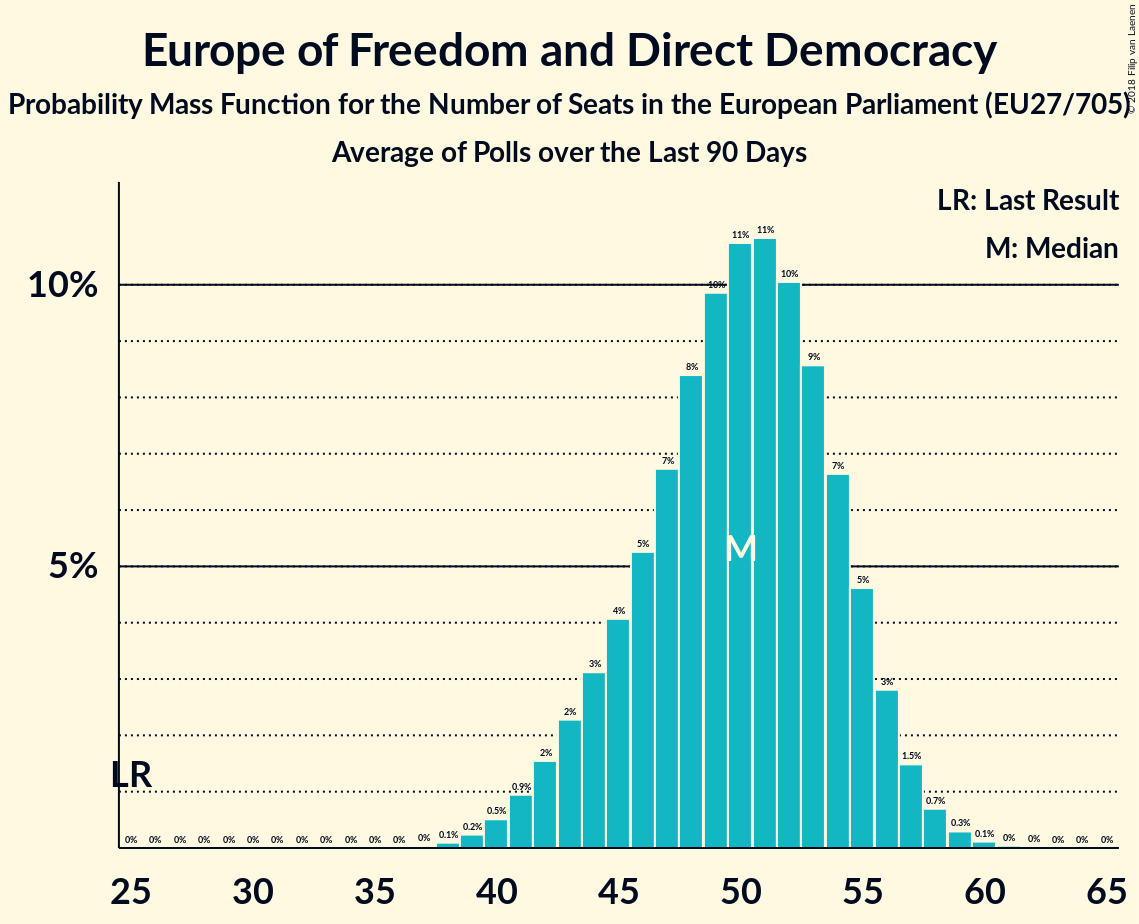 Europe of Freedom and Direct Democracy
Probability Mass Function for the Number of Seats in the European Parliament (EU27/705)
Average of Polls over the Last 90 Days
© 2018 Filip van Laenen
LR: Last Result
M: Median
10%
5%
LR
M
0% 0% 0% 0% 0% 0% 0% 0% 0% 0% 0% 0% 0% 0.1% 0.2% 0.5% 0.9% 2% 2% 3% 4% 5% 7% 8% 10% 11% 11% 10% 9% 7% 5% 3% 1.5% 0.7% 0.3% 0.1% 0% 0% 0% 0% 0%
25 30 35 40 45 50 55 60 65